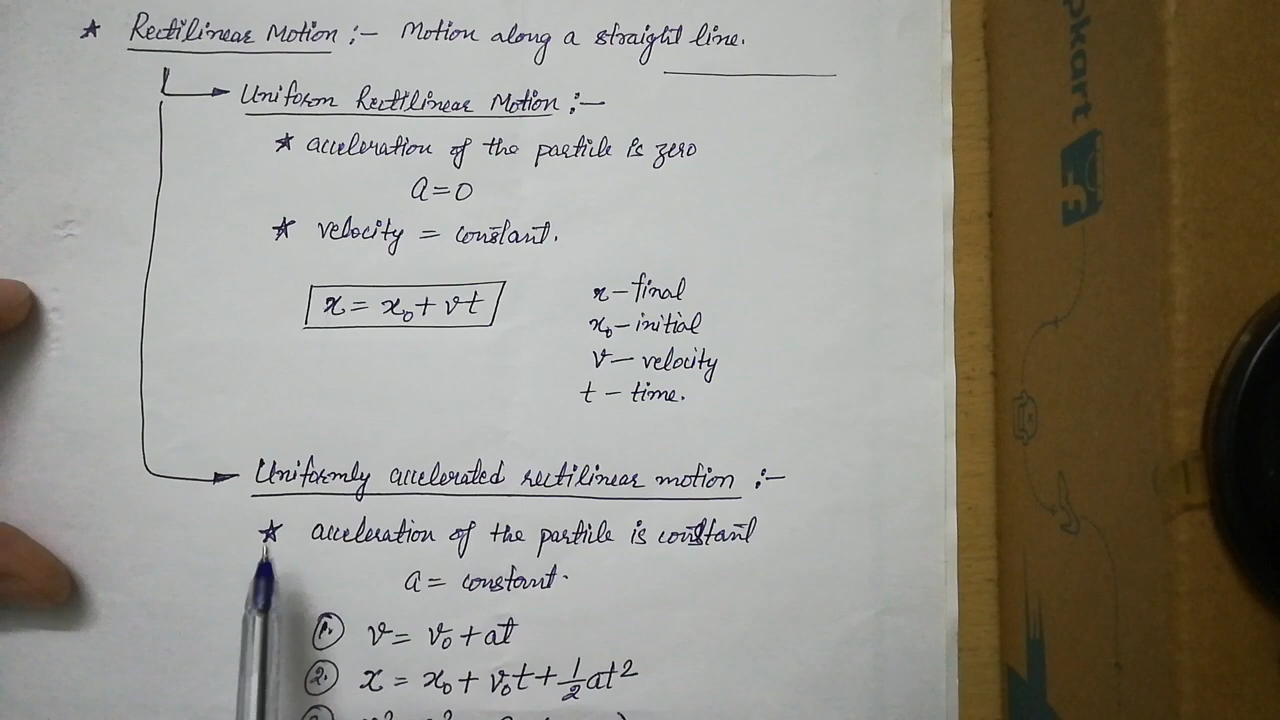 ★ Rectilinear Motion :- Motion along a straight line.
Uniform Rectilinear Motion :-
★ acceleration of the particle is zero
a = 0
★ velocity = constant.
x = x₀ + vt
x - final
x₀ - initial
v - velocity
t - time.
Uniformly accelerated rectilinear motion :-
★ acceleration of the particle is constant
a = constant.
1. v = v₀ + at
2. x = x₀ + v₀t + 1/2 at²
pkart